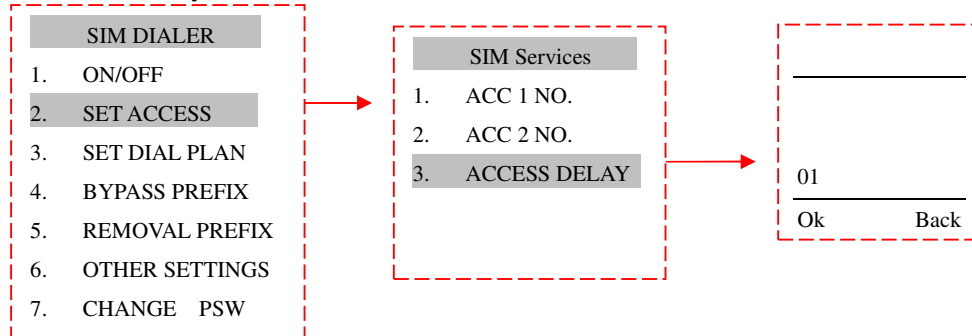 SIM DIALER
1. ON/OFF
2. SET ACCESS
3. SET DIAL PLAN
4. BYPASS PREFIX
5. REMOVAL PREFIX
6. OTHER SETTINGS
7. CHANGE PSW
SIM Services
1. ACC 1 NO.
2. ACC 2 NO.
3. ACCESS DELAY
01
Ok Back